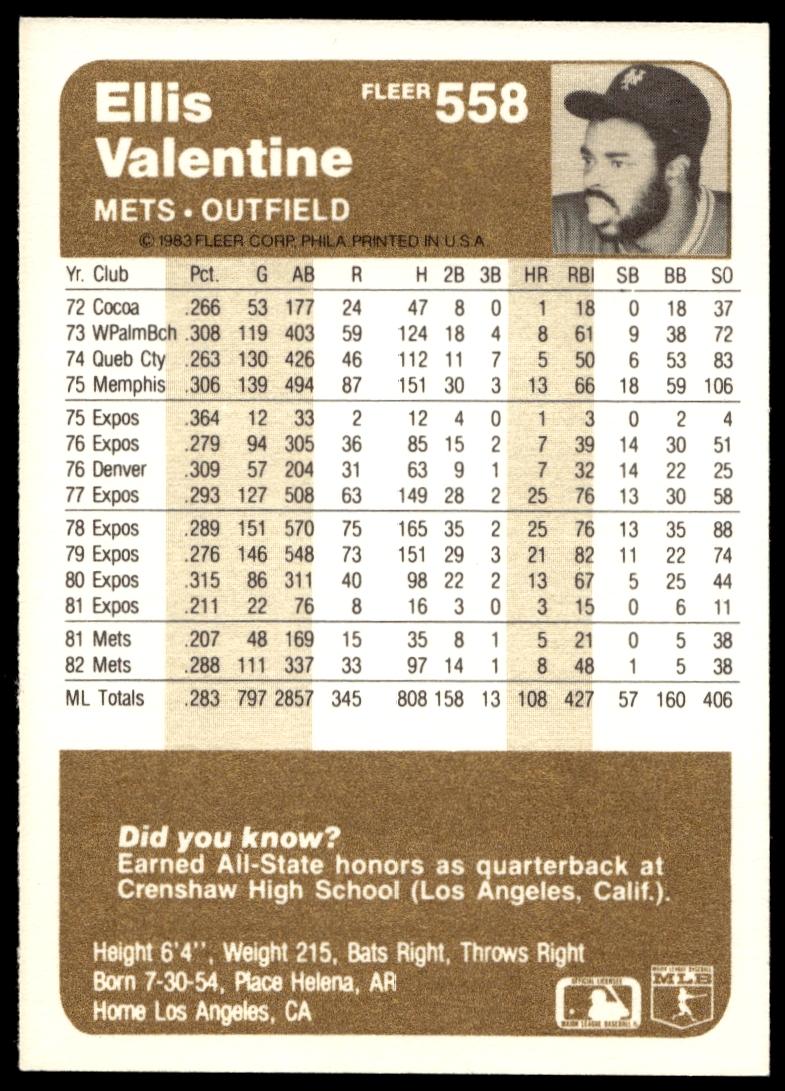 Ellis
Valentine
FLEER 558
METS • OUTFIELD
© 1983 FLEER CORP. PHILA. PRINTED IN U.S.A.
Yr. Club Pct. G AB R H 2B 3B HR RBI SB BB SO
72 Cocoa .266 53 177 24 47 8 0 1 18 0 18 37
73 WPalmBch .308 119 403 59 124 18 4 8 61 9 38 72
74 Queb Cty .263 130 426 46 112 11 7 5 50 6 53 83
75 Memphis .306 139 494 87 151 30 3 13 66 18 59 106
75 Expos .364 12 33 2 12 4 0 1 3 0 2 4
76 Expos .279 94 305 36 85 15 2 7 39 14 30 51
76 Denver .309 57 204 31 63 9 1 7 32 14 22 25
77 Expos .293 127 508 63 149 28 2 25 76 13 30 58
78 Expos .289 151 570 75 165 35 2 25 76 13 35 88
79 Expos .276 146 548 73 151 29 3 21 82 11 22 74
80 Expos .315 86 311 40 98 22 2 13 67 5 25 44
81 Expos .211 22 76 8 16 3 0 3 15 0 6 11
81 Mets .207 48 169 15 35 8 1 5 21 0 5 38
82 Mets .288 111 337 33 97 14 1 8 48 1 5 38
ML Totals .283 797 2857 345 808 158 13 108 427 57 160 406
Did you know?
Earned All-State honors as quarterback at
Crenshaw High School (Los Angeles, Calif.).
Height 6'4'', Weight 215, Bats Right, Throws Right
Born 7-30-54, Place Helena, AR
Home Los Angeles, CA
OFFICIAL LICENSEE
MAJOR LEAGUE BASEBALL
MAJOR LEAGUE BASEBALL
MLB